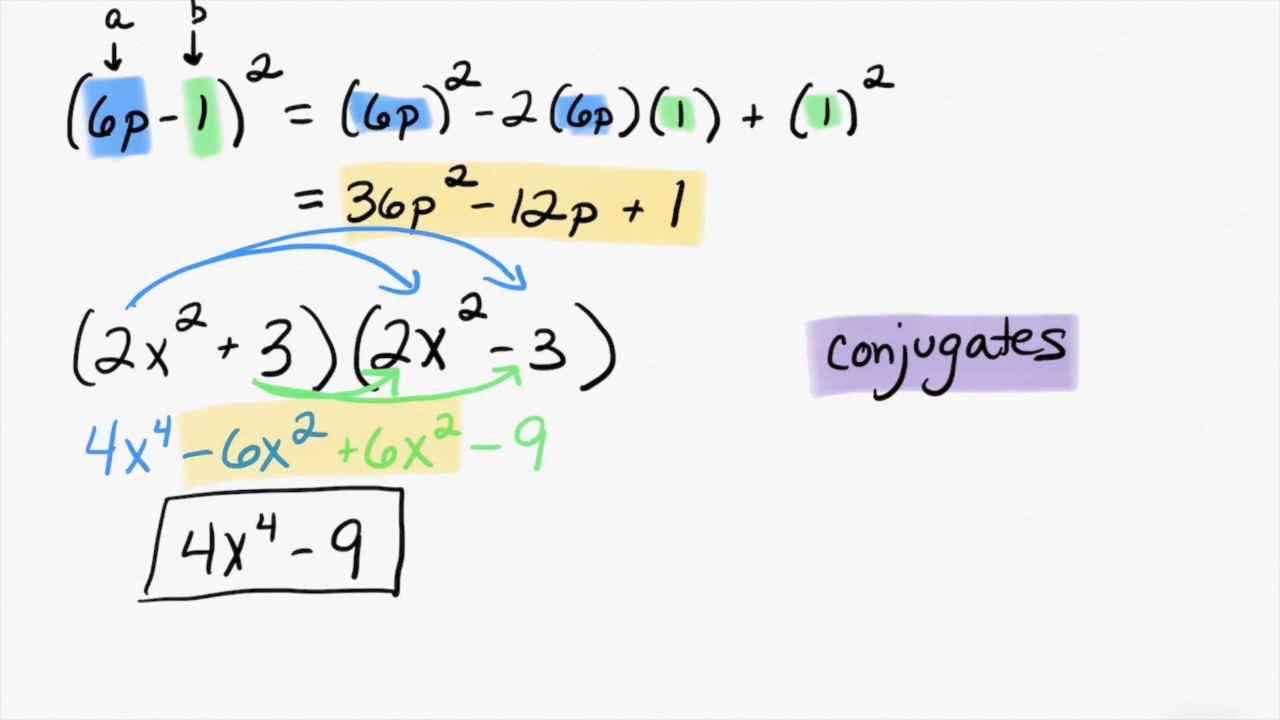 a b
(6p - 1)² = (6p)² - 2(6p)(1) + (1)²
= 36p² - 12p + 1
(2x² + 3)(2x² - 3)
conjugates
4x⁴ - 6x² + 6x² - 9
4x⁴ - 9